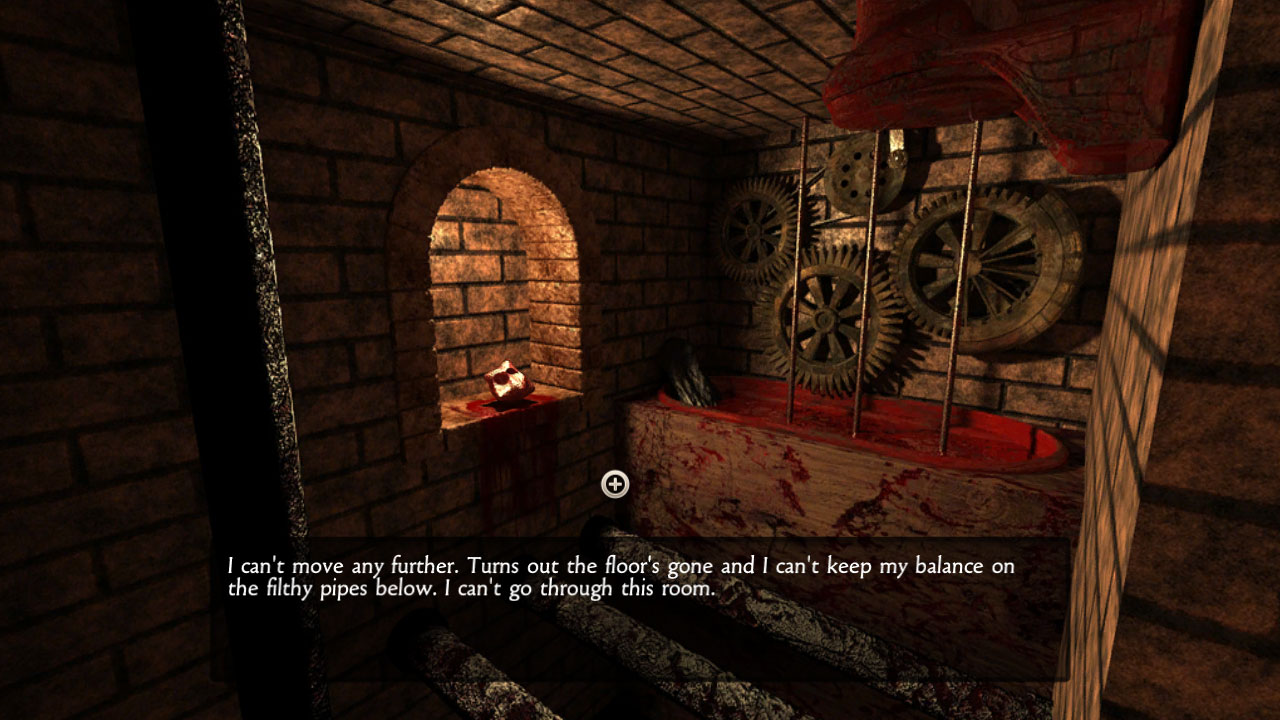 I can't move any further. Turns out the floor's gone and I can't keep my balance on
the filthy pipes below. I can't go through this room.